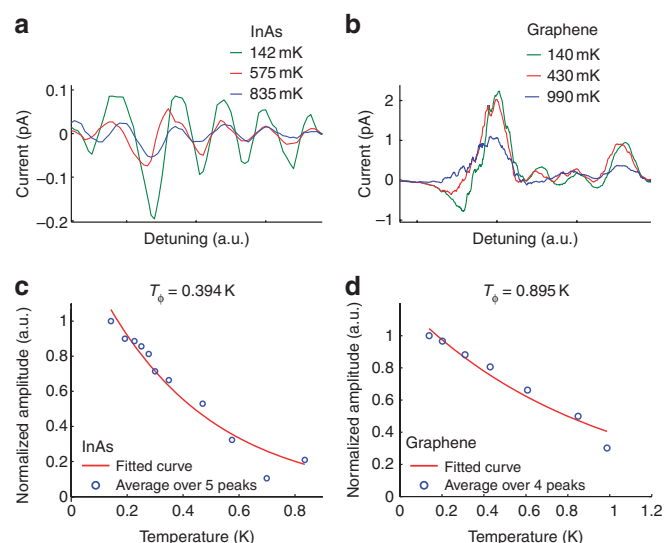 a
InAs
142 mK
575 mK
835 mK
0.1
0
−0.1
−0.2
Current (pA)
Detuning (a.u.)
b
Graphene
140 mK
430 mK
990 mK
2
1
0
−1
Current (pA)
Detuning (a.u.)
c
Tϕ = 0.394 K
1
0.8
0.6
0.4
0.2
0
Normalized amplitude (a.u.)
InAs
Fitted curve
Average over 5 peaks
0 0.2 0.4 0.6 0.8
Temperature (K)
d
Tϕ = 0.895 K
1
0.8
0.6
0.4
0.2
0
Normalized amplitude (a.u.)
Graphene
Fitted curve
Average over 4 peaks
0 0.2 0.4 0.6 0.8 1 1.2
Temperature (K)